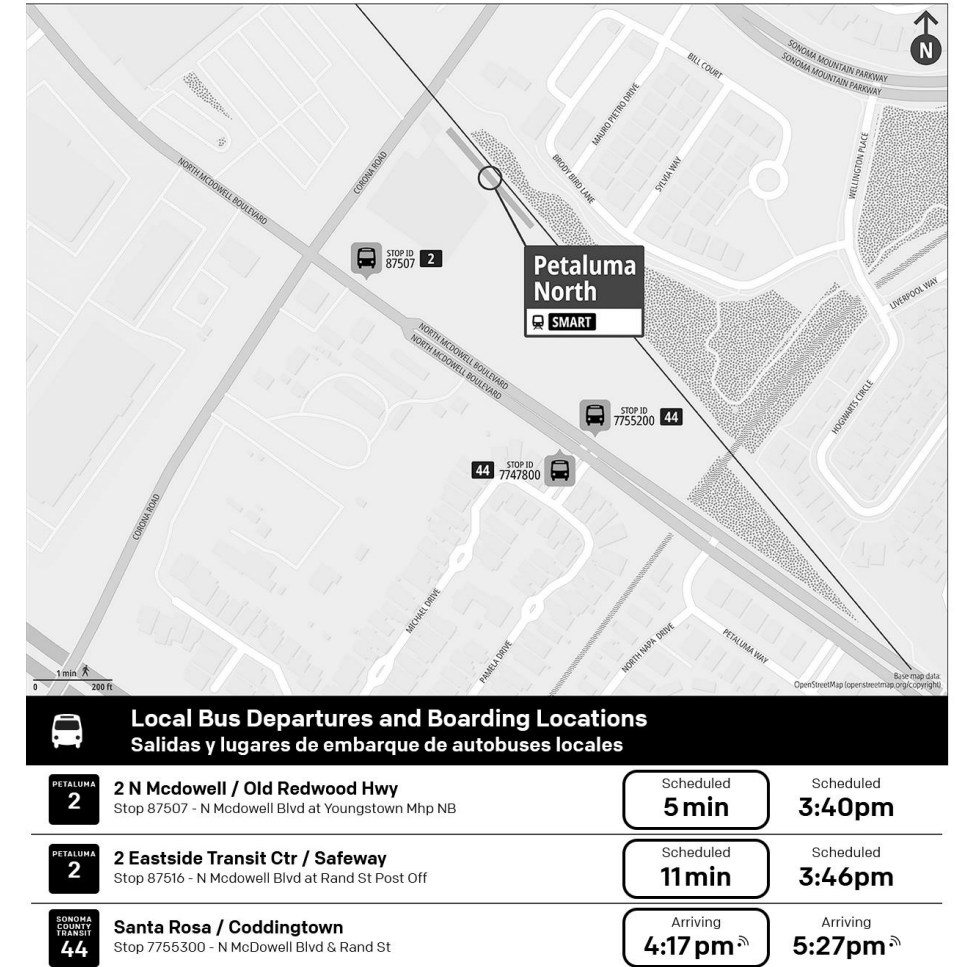 N
SONOMA MOUNTAIN PARKWAY
SONOMA MOUNTAIN PARKWAY
BILL COURT
MAURO PIETRO DRIVE
SYLVIA WAY
BRODY BIRD LANE
WELLINGTON PLACE
LIVERPOOL WAY
HOGWARTS CIRCLE
NORTH MCDOWELL BOULEVARD
CORONA ROAD
STOP ID
87507 2
Petaluma
North
SMART
NORTH MCDOWELL BOULEVARD
NORTH MCDOWELL BOULEVARD
STOP ID
7755200 44
44 STOP ID
7747800
CORONA ROAD
MICHAEL DRIVE
PAMELA DRIVE
NORTH NAPA DRIVE
PETALUMA WAY
1 min
0 200 ft
Base map data:
OpenStreetMap (openstreetmap.org/copyright)
Local Bus Departures and Boarding Locations
Salidas y lugares de embarque de autobuses locales
PETALUMA
2
2 N Mcdowell / Old Redwood Hwy
Stop 87507 - N Mcdowell Blvd at Youngstown Mhp NB
Scheduled
5 min
Scheduled
3:40pm
PETALUMA
2
2 Eastside Transit Ctr / Safeway
Stop 87516 - N Mcdowell Blvd at Rand St Post Off
Scheduled
11 min
Scheduled
3:46pm
SONOMA
COUNTY
TRANSIT
44
Santa Rosa / Coddingtown
Stop 7755300 - N McDowell Blvd & Rand St
Arriving
4:17 pm
Arriving
5:27pm